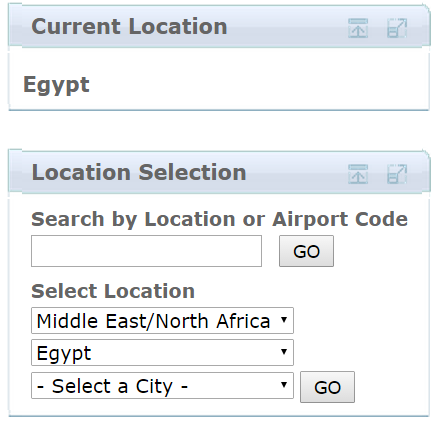 Current Location
Egypt
Location Selection
Search by Location or Airport Code
GO
Select Location
Middle East/North Africa
Egypt
- Select a City - GO